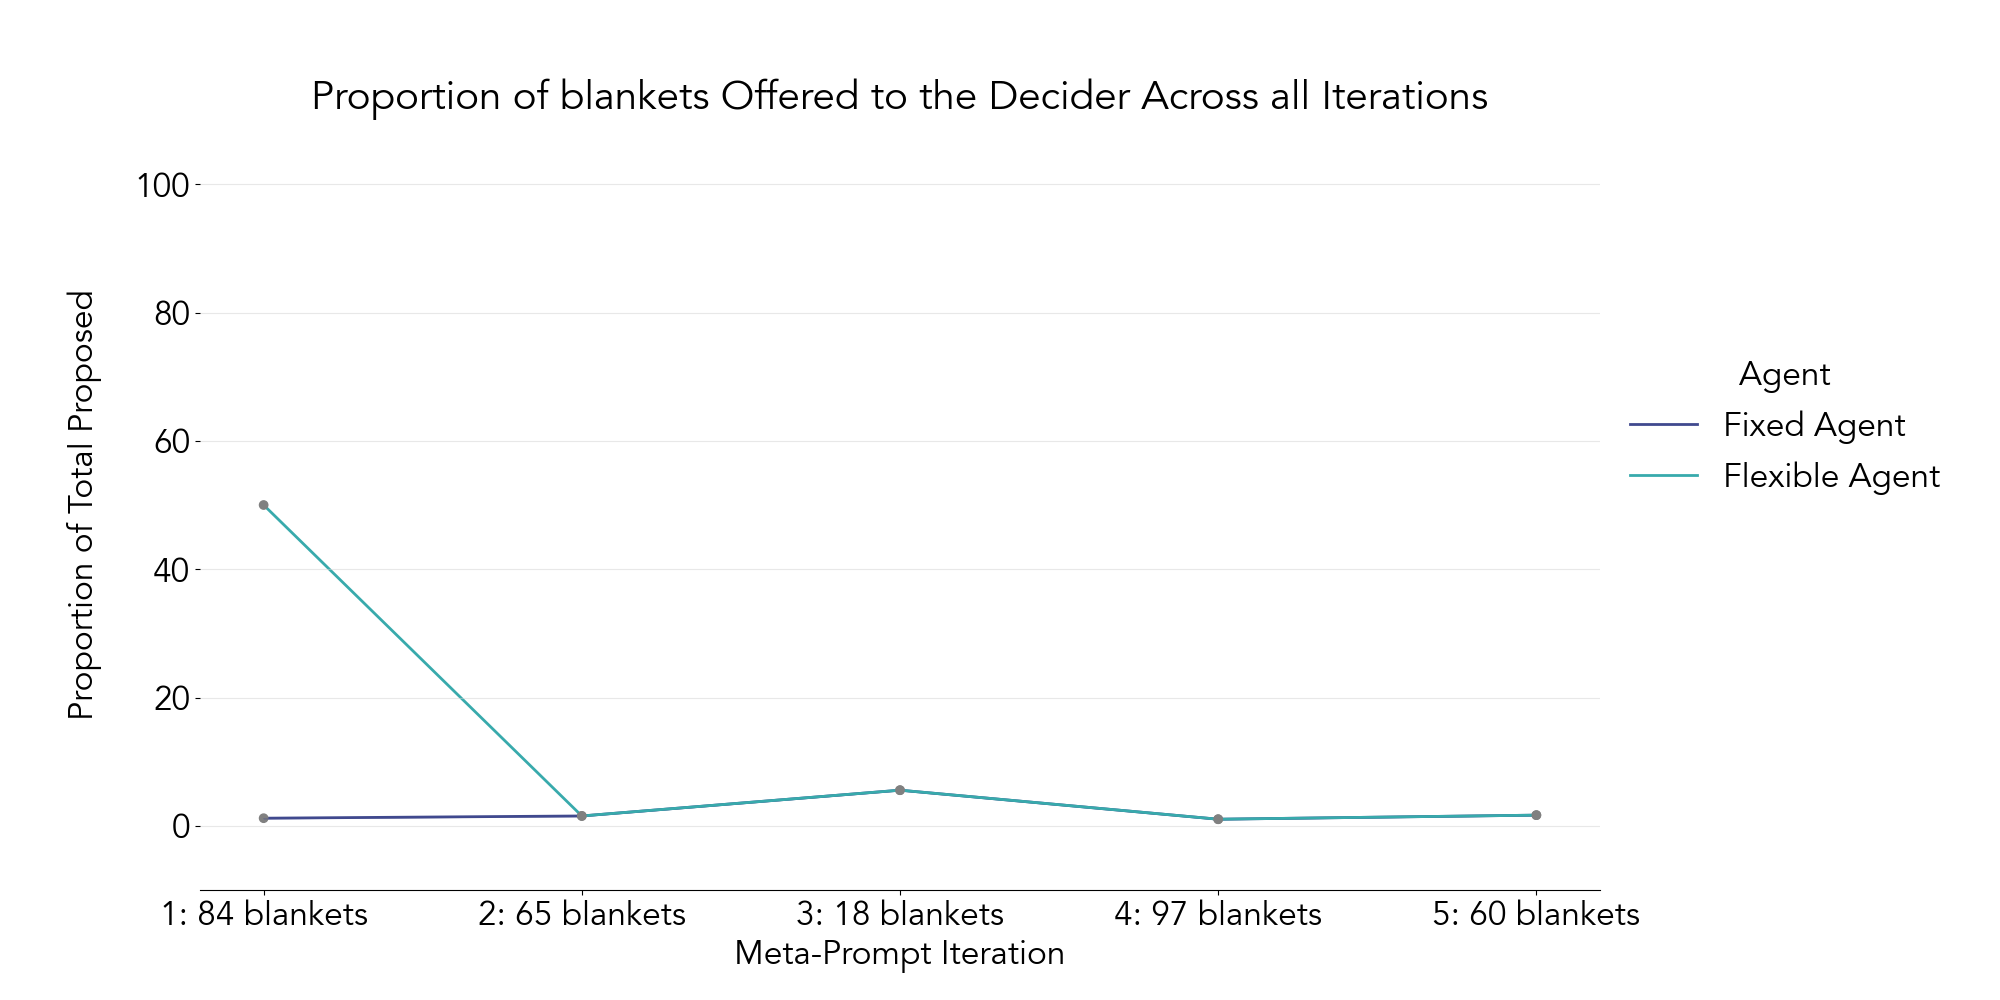 Proportion of blankets Offered to the Decider Across all Iterations
100
80
60
40
20
0
Proportion of Total Proposed
1: 84 blankets
2: 65 blankets
3: 18 blankets
4: 97 blankets
5: 60 blankets
Meta-Prompt Iteration
Agent
Fixed Agent
Flexible Agent